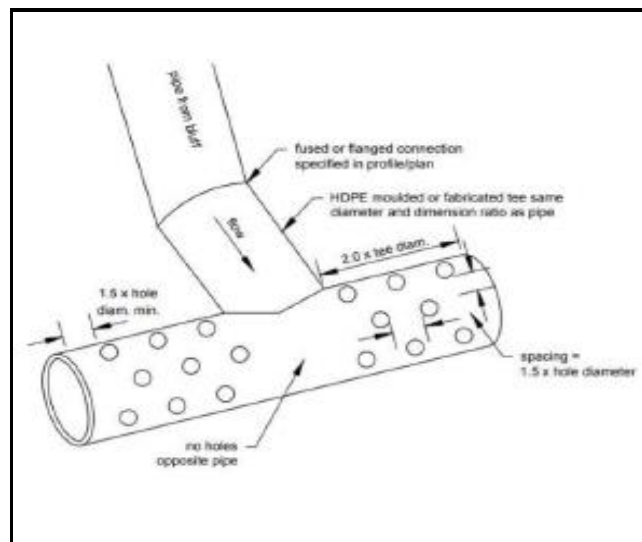 pipe from bluff
fused or flanged connection
specified in profile/plan
HDPE moulded or fabricated tee same
diameter and dimension ratio as pipe
flow
2.0 x tee diam.
1.5 x hole
diam. min.
spacing =
1.5 x hole diameter
no holes
opposite pipe